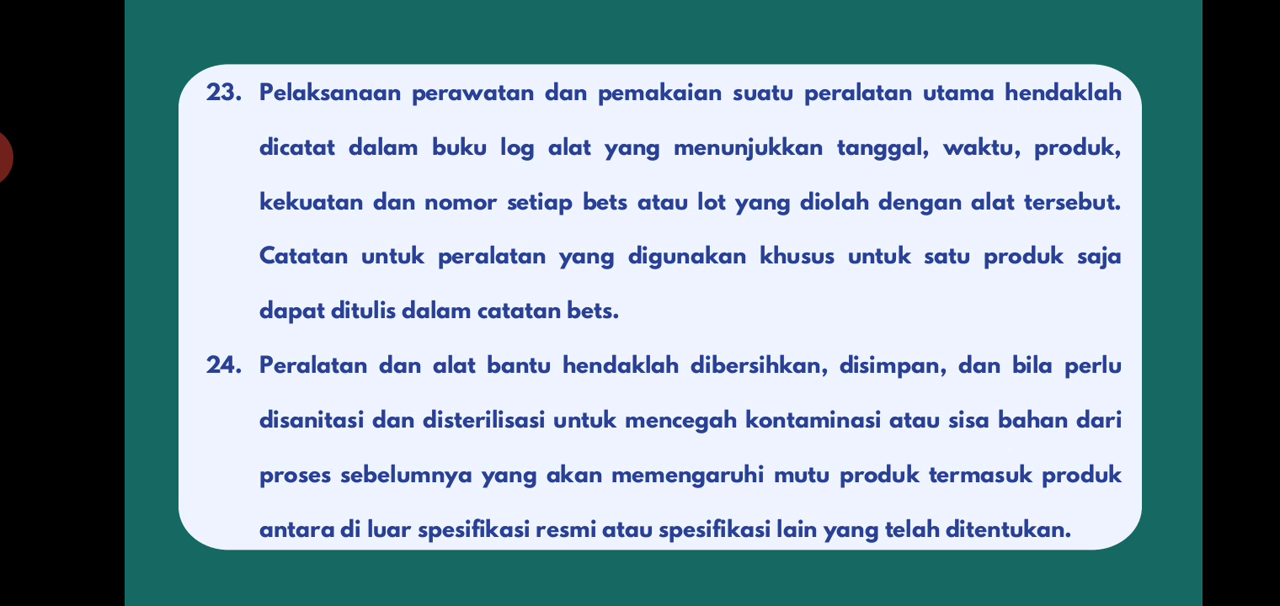 23. Pelaksanaan perawatan dan pemakaian suatu peralatan utama hendaklah
dicatat dalam buku log alat yang menunjukkan tanggal, waktu, produk,
kekuatan dan nomor setiap bets atau lot yang diolah dengan alat tersebut.
Catatan untuk peralatan yang digunakan khusus untuk satu produk saja
dapat ditulis dalam catatan bets.
24. Peralatan dan alat bantu hendaklah dibersihkan, disimpan, dan bila perlu
disanitasi dan disterilisasi untuk mencegah kontaminasi atau sisa bahan dari
proses sebelumnya yang akan memengaruhi mutu produk termasuk produk
antara di luar spesifikasi resmi atau spesifikasi lain yang telah ditentukan.